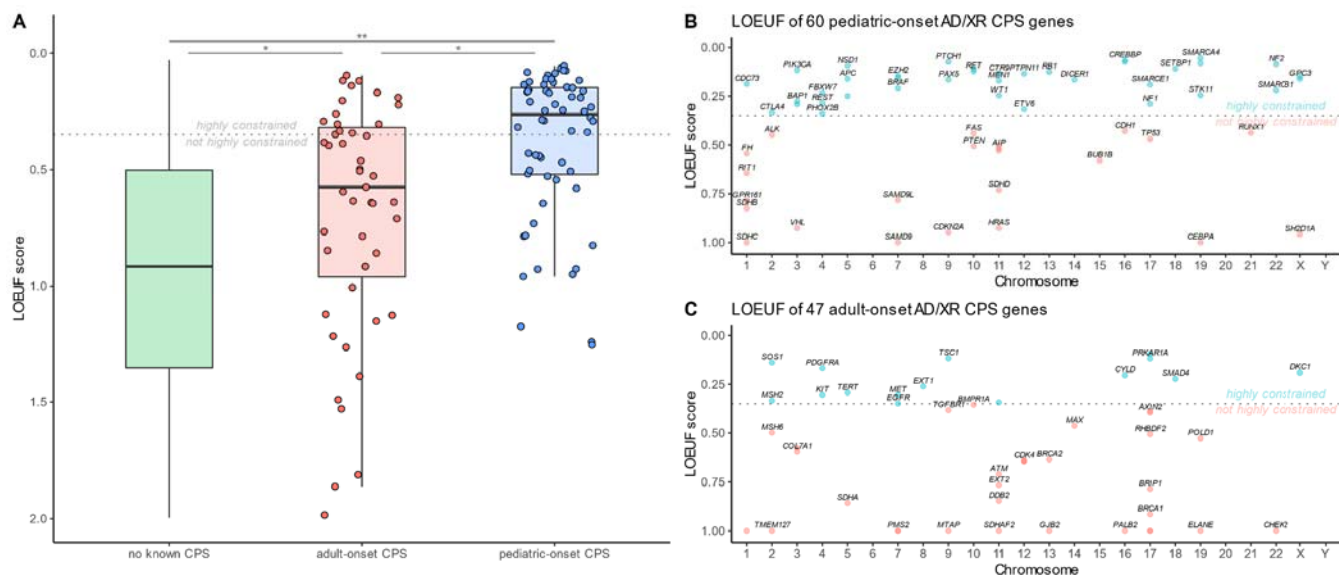 A
LOEUF score
0.0
0.5
1.0
1.5
2.0
**
*
*
highly constrained
not highly constrained
no known CPS
adult-onset CPS
pediatric-onset CPS
B
LOEUF of 60 pediatric-onset AD/XR CPS genes
LOEUF score
0.00
0.25
0.50
0.75
1.00
CDC73
FH
RIT1
GPR161
SDHB
SDHC
CTLA4
ALK
PIK3CA
BAP1
VHL
FBXW7
REST
PHOX2B
NSD1
APC
EZH2
BRAF
SAMD9L
SAMD9
PTCH1
PAX5
CDKN2A
RET
FAS
PTEN
MEN1
WT1
AIP
SDHD
HRAS
CTR9
PTPN11
ETV6
RB1
DICER1
BUB1B
CREBBP
CDH1
SMARCE1
NF1
TP53
SETBP1
SMARCA4
STK11
CEBPA
RUNX1
NF2
SMARCB1
GPC3
SH2D1A
highly constrained
not highly constrained
1 2 3 4 5 6 7 8 9 10 11 12 13 14 15 16 17 18 19 20 21 22 X Y
Chromosome
C
LOEUF of 47 adult-onset AD/XR CPS genes
LOEUF score
0.00
0.25
0.50
0.75
1.00
SOS1
MSH2
MSH6
TMEM127
COL7A1
PDGFRA
KIT
TERT
SDHA
MET
EGFR
PMS2
EXT1
TSC1
TGFBR1
MTAP
BMPR1A
ATM
EXT2
DDB2
SDHAF2
CDK4
BRCA2
GJB2
MAX
CYLD
PALB2
PRKAR1A
AXIN2
RHBDF2
BRIP1
BRCA1
SMAD4
POLD1
ELANE
CHEK2
DKC1
highly constrained
not highly constrained
1 2 3 4 5 6 7 8 9 10 11 12 13 14 15 16 17 18 19 20 21 22 X Y
Chromosome